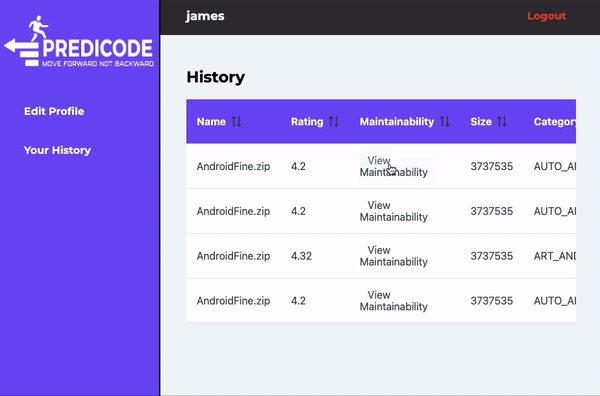 james
Logout
PREDICODE
MOVE FORWARD NOT BACKWARD
Edit Profile
Your History
History
Name Rating Maintainability Size Category
AndroidFine.zip 4.2 View Maintainability 3737535 AUTO_A
AndroidFine.zip 4.2 View Maintainability 3737535 AUTO_A
AndroidFine.zip 4.32 View Maintainability 3737535 ART_AN
AndroidFine.zip 4.2 View Maintainability 3737535 AUTO_A